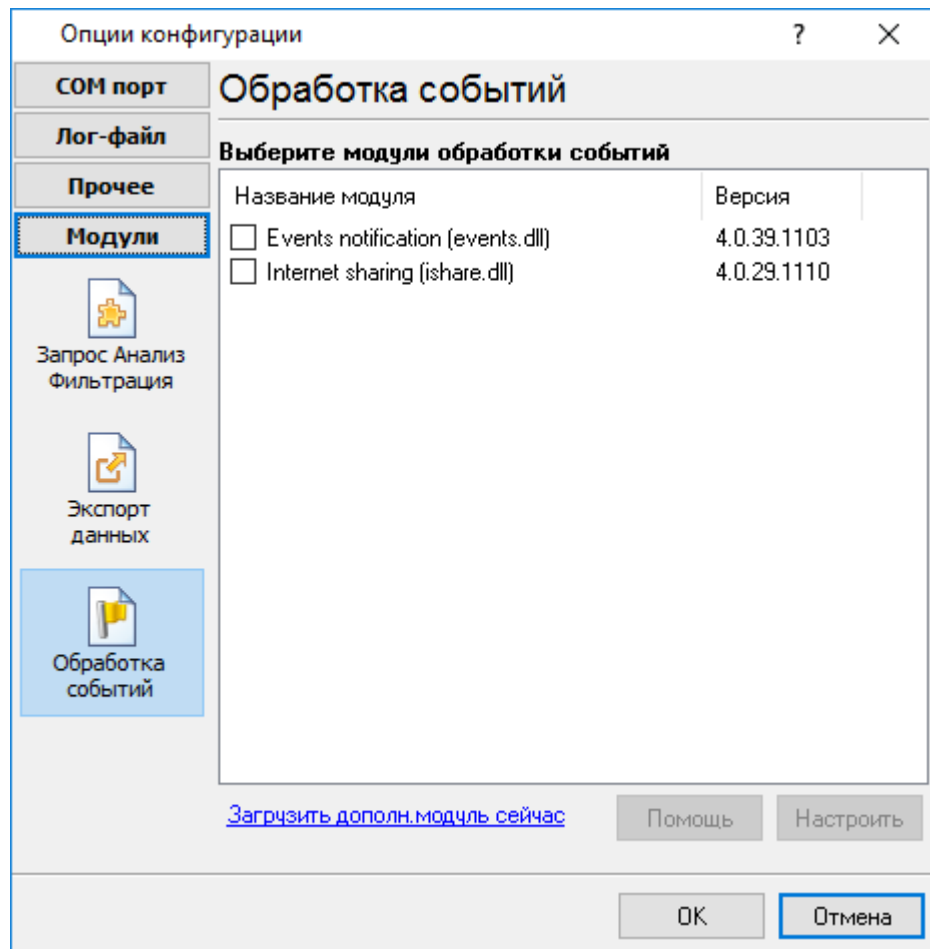 Опции конфигурации
?
COM порт
Лог-файл
Прочее
Модули
Запрос Анализ
Фильтрация
Экспорт
данных
Обработка
событий
Обработка событий
Выберите модули обработки событий
Название модуля Версия
Events notification (events.dll) 4.0.39.1103
Internet sharing (ishare.dll) 4.0.29.1110
Загрузить дополн.модуль сейчас
Помощь
Настроить
OK
Отмена